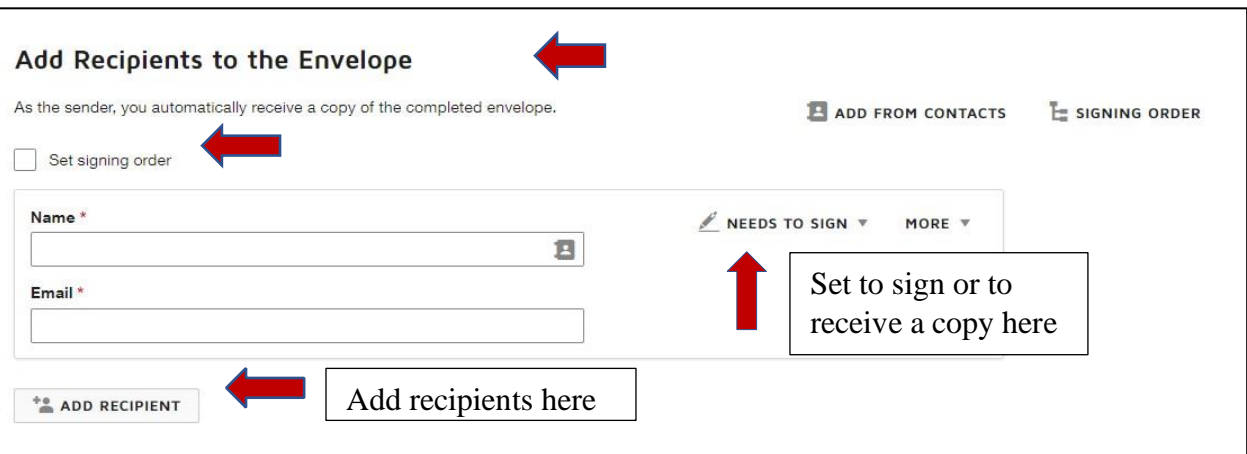 Add Recipients to the Envelope
As the sender, you automatically receive a copy of the completed envelope.
ADD FROM CONTACTS
SIGNING ORDER
Set signing order
Name *
NEEDS TO SIGN
MORE
Email *
Set to sign or to
receive a copy here
ADD RECIPIENT
Add recipients here